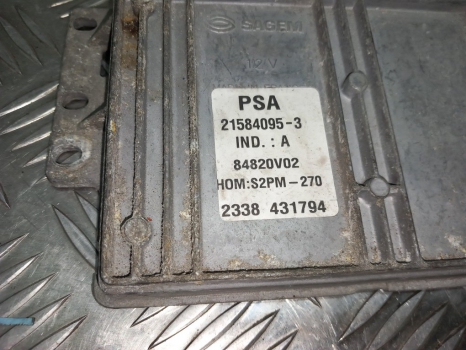 SAGEM
PSA
21584095-3
IND. : A
84820V02
HOM:S2PM-270
2338 431794